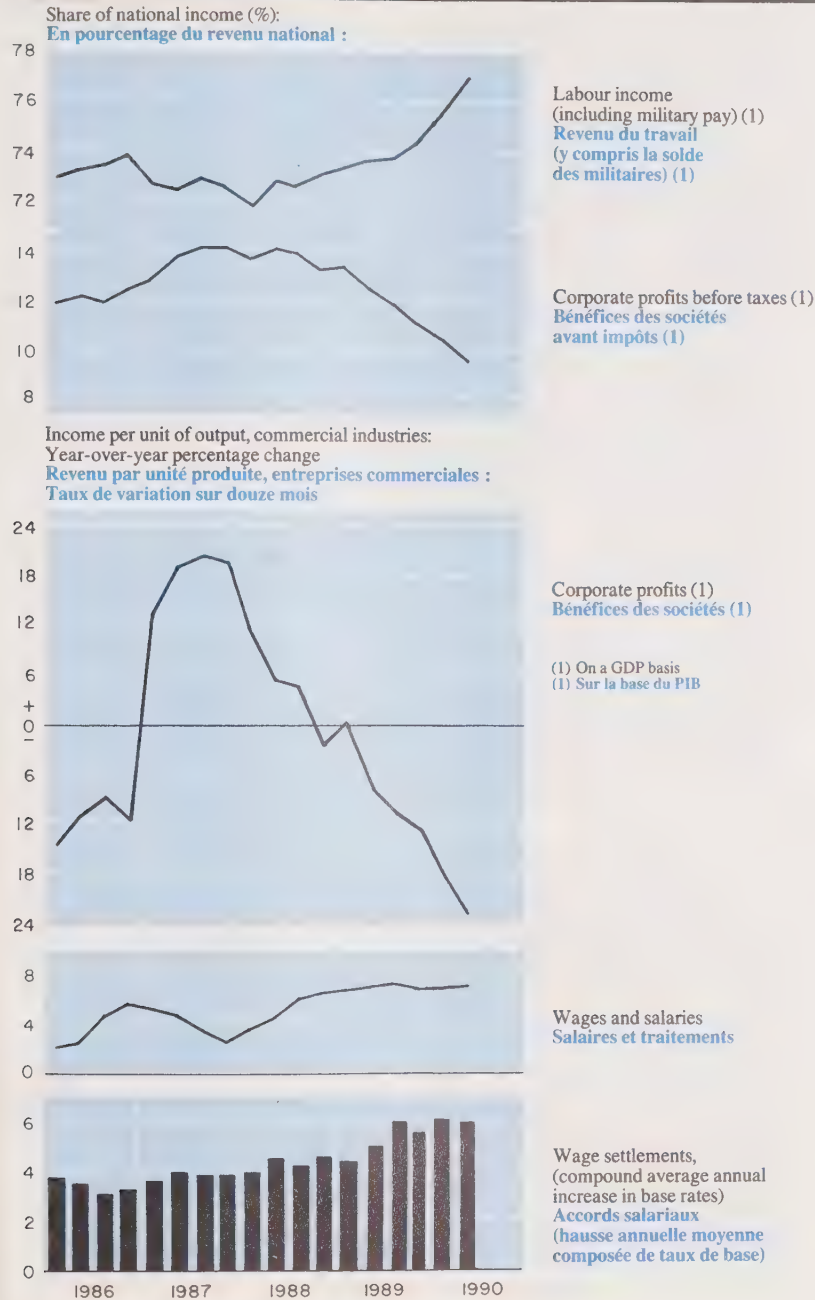 Share of national income (%):
En pourcentage du revenu national :
78
76
74
72
14
12
10
8
Labour income
(including military pay) (1)
Revenu du travail
(y compris la solde
des militaires) (1)
Corporate profits before taxes (1)
Bénéfices des sociétés
avant impôts (1)
Income per unit of output, commercial industries:
Year-over-year percentage change
Revenu par unité produite, entreprises commerciales :
Taux de variation sur douze mois
24
18
12
6
+
0
–
6
12
18
24
Corporate profits (1)
Bénéfices des sociétés (1)
(1) On a GDP basis
(1) Sur la base du PIB
8
4
0
Wages and salaries
Salaires et traitements
6
4
2
0
Wage settlements,
(compound average annual
increase in base rates)
Accords salariaux
(hausse annuelle moyenne
composée de taux de base)
1986 1987 1988 1989 1990